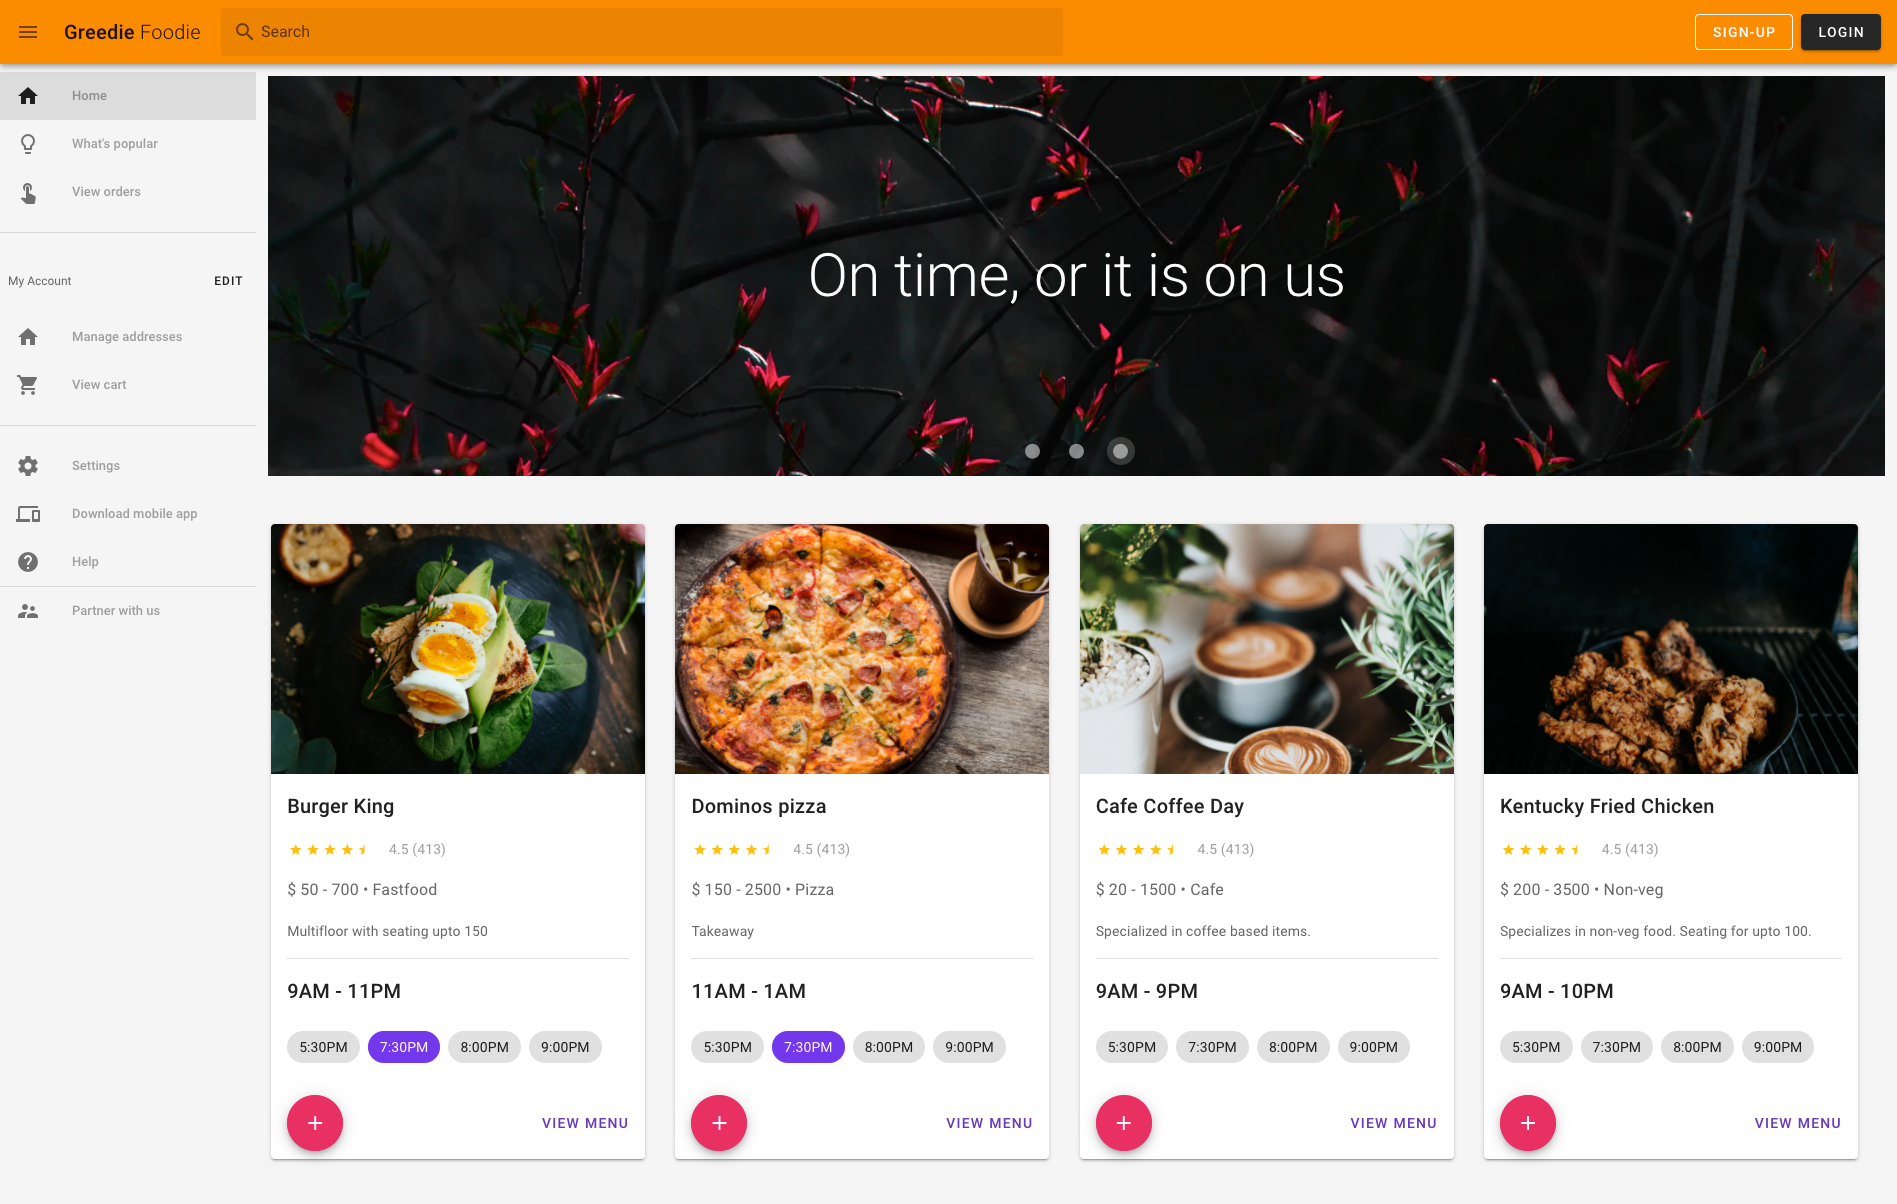 Greedie Foodie
Search
SIGN-UP
LOGIN
Home
What's popular
View orders
My Account
EDIT
Manage addresses
View cart
Settings
Download mobile app
Help
Partner with us
On time, or it is on us
Burger King
4.5 (413)
$ 50 - 700 • Fastfood
Multifloor with seating upto 150
9AM - 11PM
5:30PM 7:30PM 8:00PM 9:00PM
+
VIEW MENU
Dominos pizza
4.5 (413)
$ 150 - 2500 • Pizza
Takeaway
11AM - 1AM
5:30PM 7:30PM 8:00PM 9:00PM
+
VIEW MENU
Cafe Coffee Day
4.5 (413)
$ 20 - 1500 • Cafe
Specialized in coffee based items.
9AM - 9PM
5:30PM 7:30PM 8:00PM 9:00PM
+
VIEW MENU
Kentucky Fried Chicken
4.5 (413)
$ 200 - 3500 • Non-veg
Specializes in non-veg food. Seating for upto 100.
9AM - 10PM
5:30PM 7:30PM 8:00PM 9:00PM
+
VIEW MENU